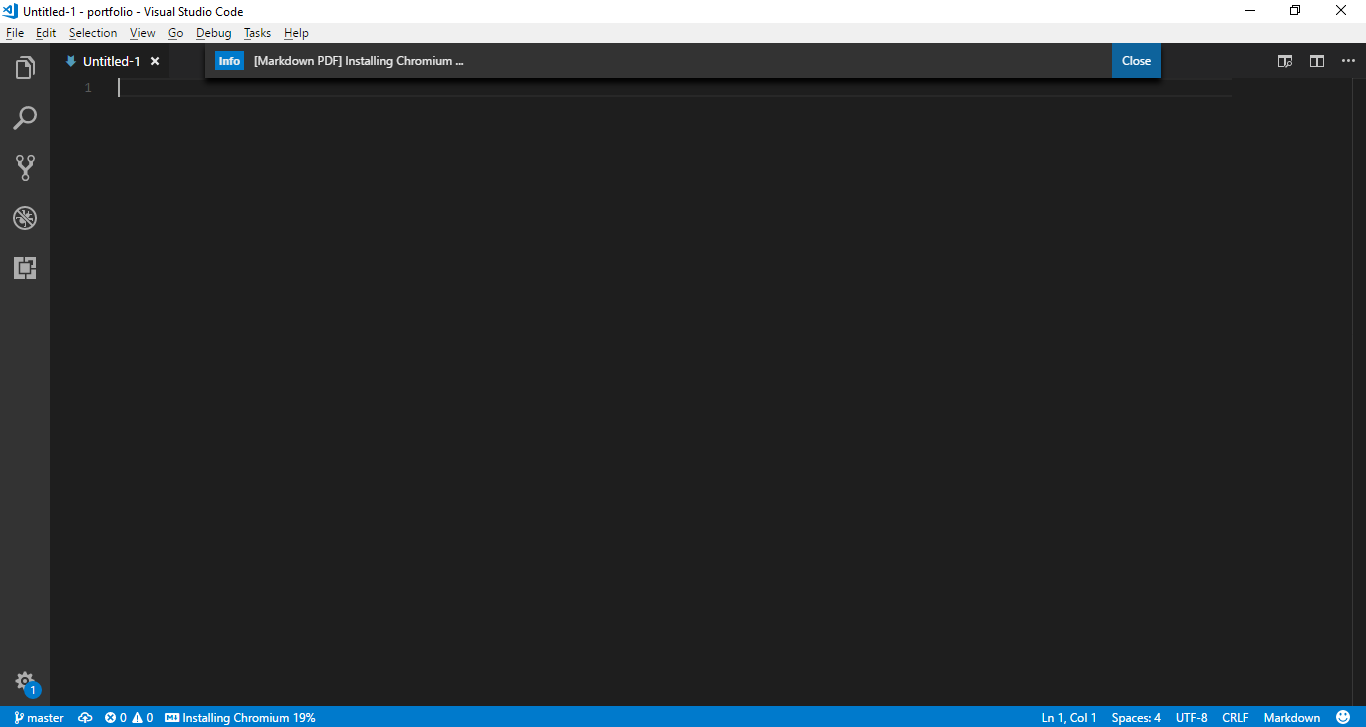 Untitled-1 - portfolio - Visual Studio Code
File Edit Selection View Go Debug Tasks Help
Untitled-1 Info [Markdown PDF] Installing Chromium ... Close
1
1
master 0 0 Installing Chromium 19% Ln 1, Col 1 Spaces: 4 UTF-8 CRLF Markdown